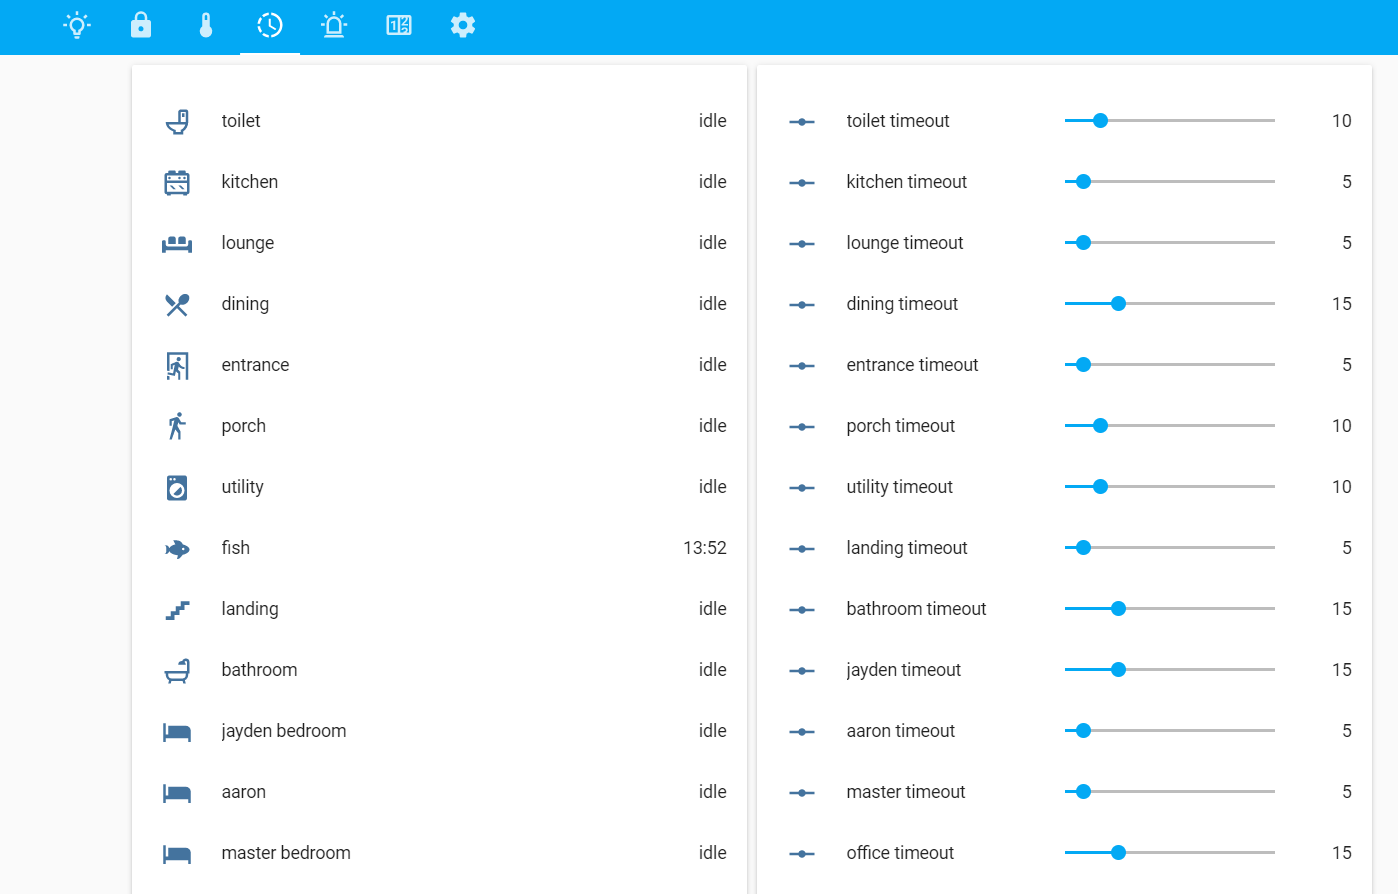 toilet idle
kitchen idle
lounge idle
dining idle
entrance idle
porch idle
utility idle
fish 13:52
landing idle
bathroom idle
jayden bedroom idle
aaron idle
master bedroom idle
toilet timeout 10
kitchen timeout 5
lounge timeout 5
dining timeout 15
entrance timeout 5
porch timeout 10
utility timeout 10
landing timeout 5
bathroom timeout 15
jayden timeout 15
aaron timeout 5
master timeout 5
office timeout 15